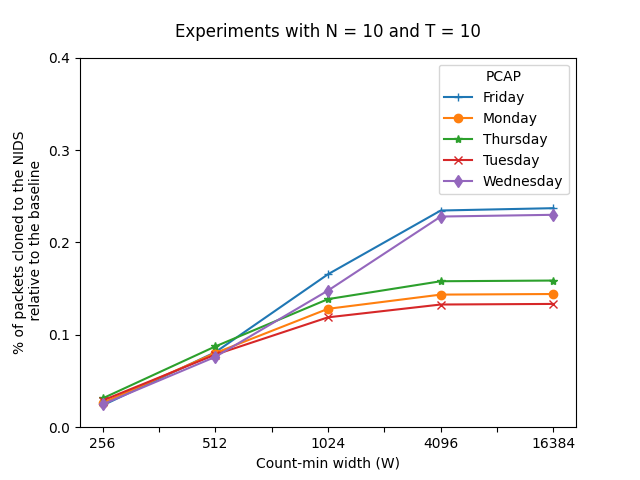 Experiments with N = 10 and T = 10
0.4
0.3
0.2
0.1
0.0
% of packets cloned to the NIDS
relative to the baseline
PCAP
Friday
Monday
Thursday
Tuesday
Wednesday
256
512
1024
4096
16384
Count-min width (W)